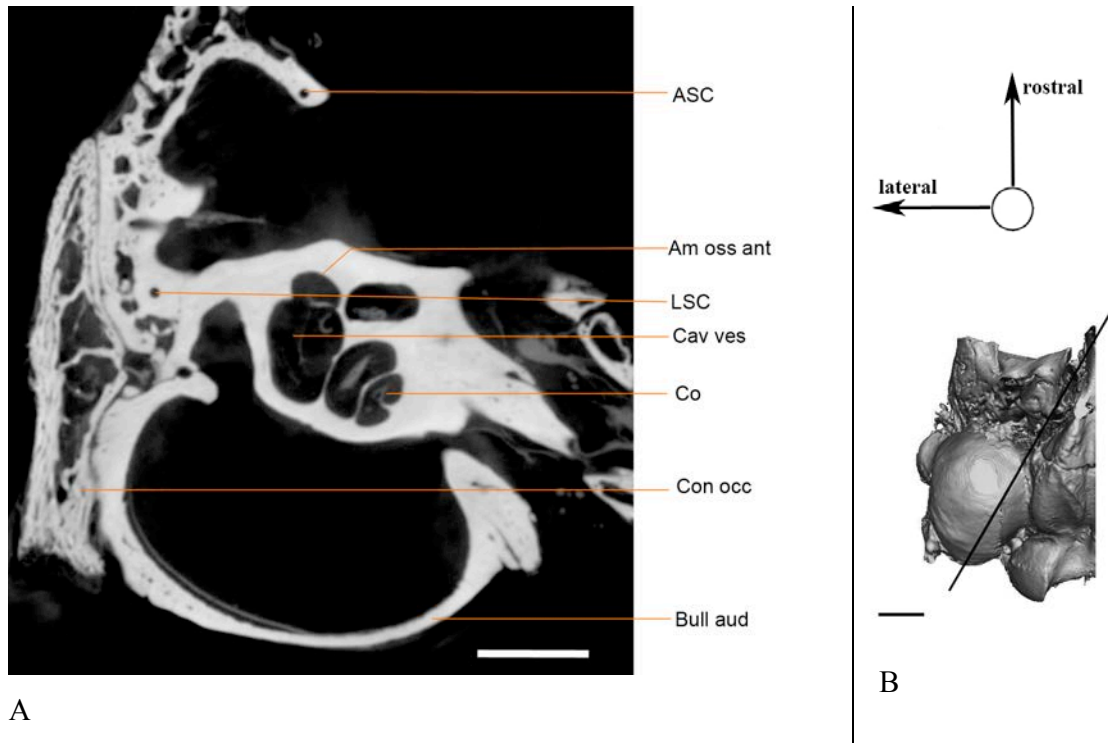 ASC
Am oss ant
LSC
Cav ves
Co
Con occ
Bull aud
A
rostral
lateral
B